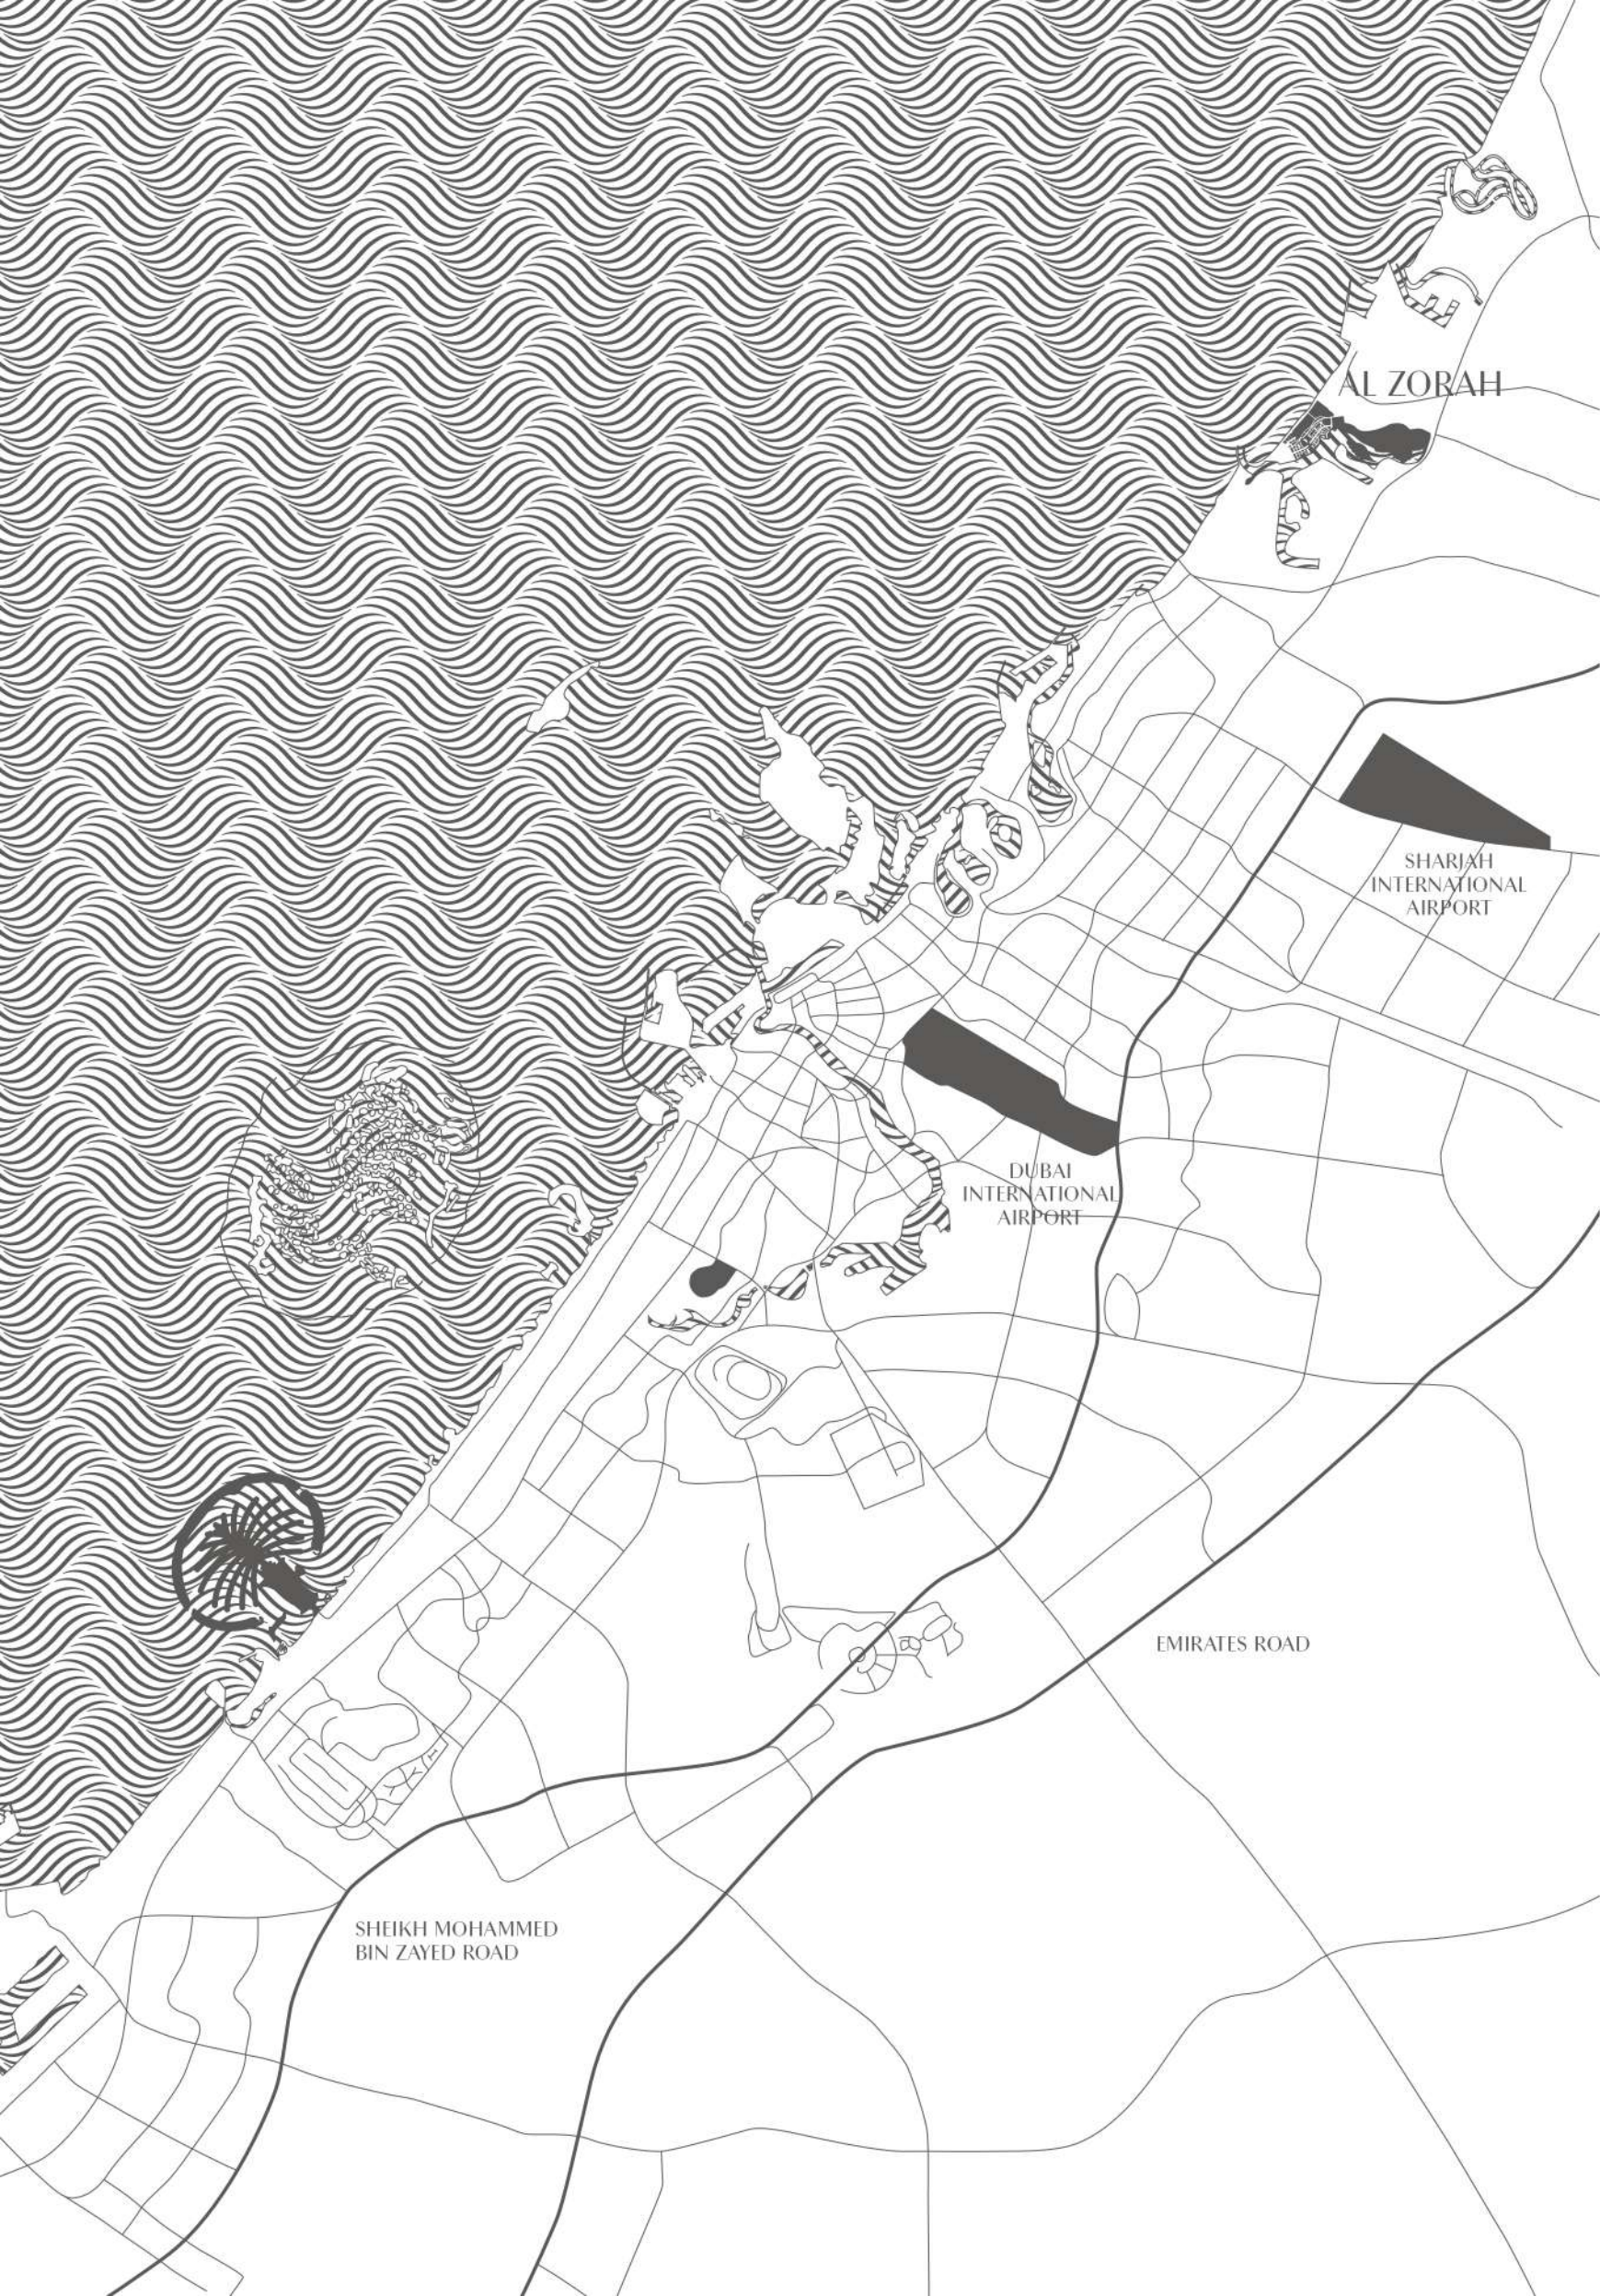 AL ZORAH
SHARJAH
INTERNATIONAL
AIRPORT
DUBAI
INTERNATIONAL
AIRPORT
EMIRATES ROAD
SHEIKH MOHAMMED
BIN ZAYED ROAD